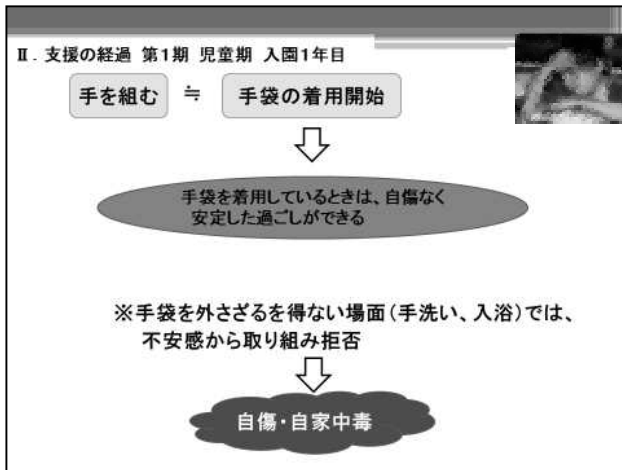 Ⅱ．支援の経過 第1期 児童期 入園1年目
手を組む ≒ 手袋の着用開始
手袋を着用しているときは、自傷なく
安定した過ごしができる
※手袋を外さざるを得ない場面（手洗い、入浴）では、
不安感から取り組み拒否
自傷・自家中毒